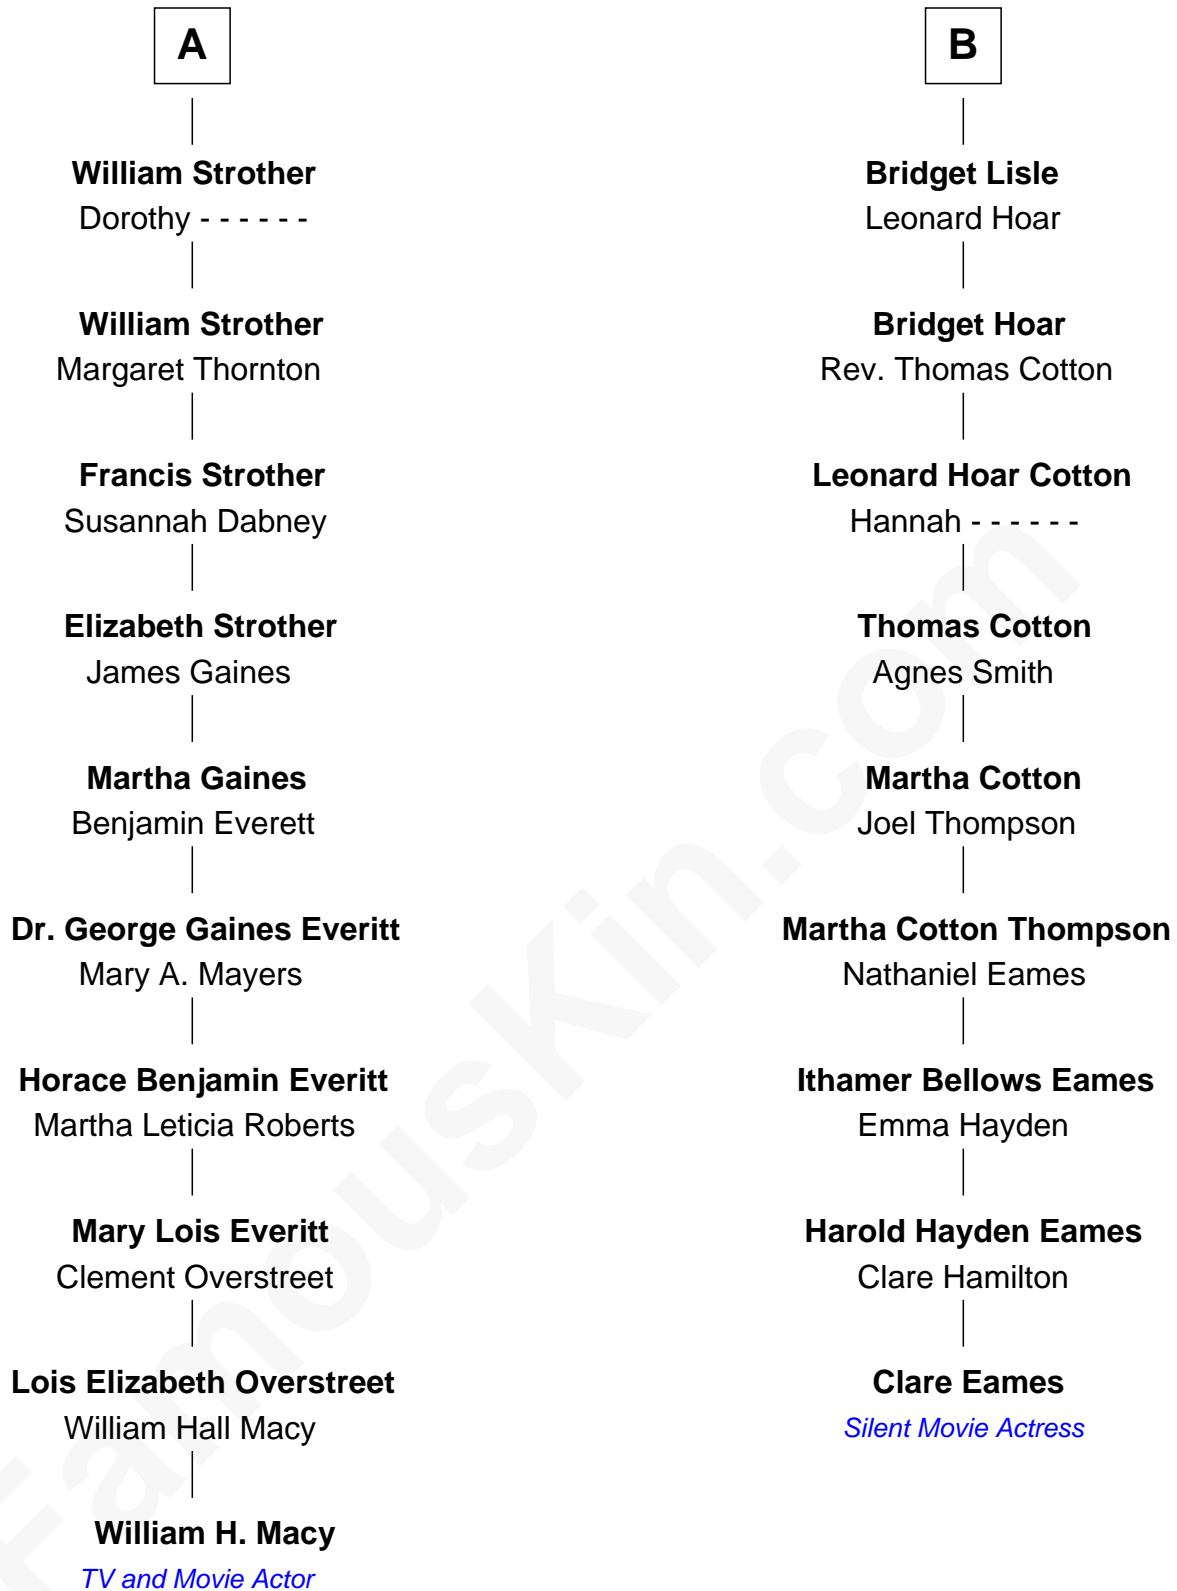 A
William Strother
Dorothy - - - - - -
William Strother
Margaret Thornton
Francis Strother
Susannah Dabney
Elizabeth Strother
James Gaines
Martha Gaines
Benjamin Everett
Dr. George Gaines Everitt
Mary A. Mayers
Horace Benjamin Everitt
Martha Leticia Roberts
Mary Lois Everitt
Clement Overstreet
Lois Elizabeth Overstreet
William Hall Macy
William H. Macy
TV and Movie Actor
B
Bridget Lisle
Leonard Hoar
Bridget Hoar
Rev. Thomas Cotton
Leonard Hoar Cotton
Hannah - - - - - -
Thomas Cotton
Agnes Smith
Martha Cotton
Joel Thompson
Martha Cotton Thompson
Nathaniel Eames
Ithamer Bellows Eames
Emma Hayden
Harold Hayden Eames
Clare Hamilton
Clare Eames
Silent Movie Actress
FamousKin.com